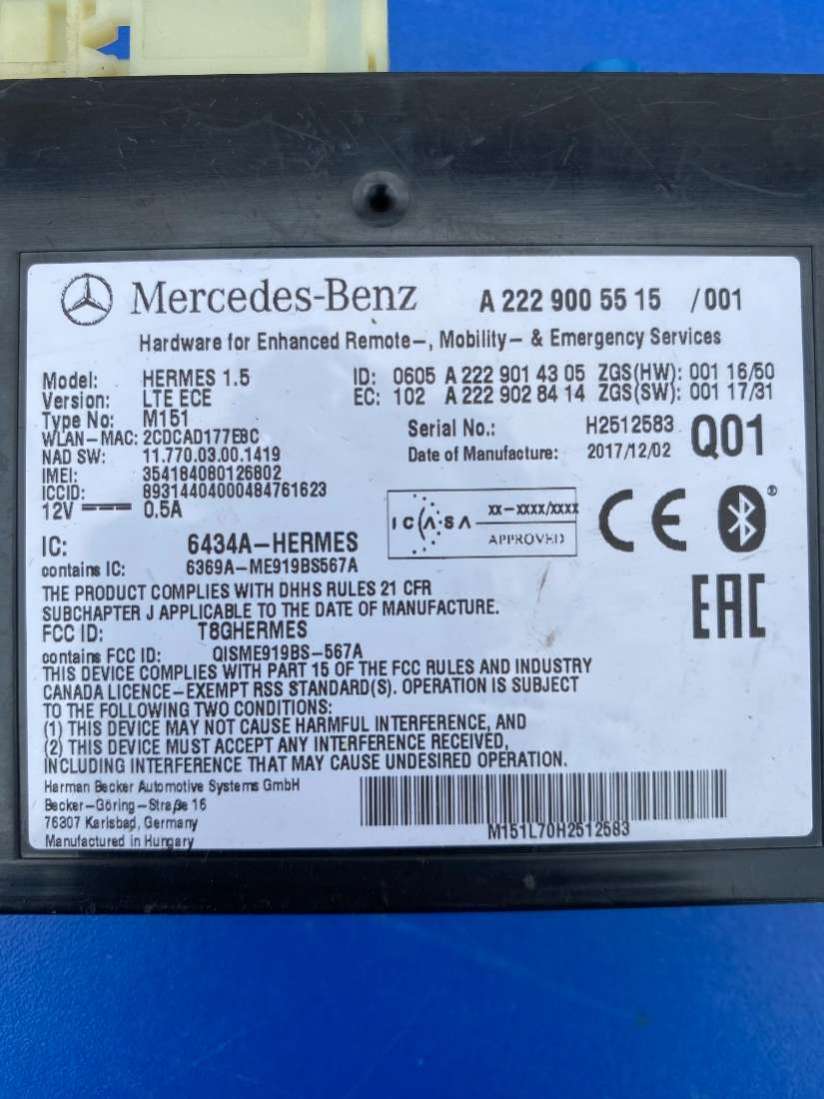 Mercedes-Benz A 222 900 55 15 /001
Hardware for Enhanced Remote-, Mobility- & Emergency Services
Model: HERMES 1.5 ID: 0605 A 222 901 43 05 ZGS(HW): 001 16/50
Version: LTE ECE EC: 102 A 222 902 84 14 ZGS(SW): 001 17/31
Type No: M151
WLAN-MAC: 2CDCAD177EBC Serial No.: H2512583 Q01
NAD SW: 11.770.03.00.1419 Date of Manufacture: 2017/12/02
IMEI: 354184080126802
ICCID: 89314404000484761623
12V 0.5A
ICASA xx-xxxx/xxxx
APPROVED
CE
IC: 6434A-HERMES
contains IC: 6369A-ME919BS567A
THE PRODUCT COMPLIES WITH DHHS RULES 21 CFR
SUBCHAPTER J APPLICABLE TO THE DATE OF MANUFACTURE.
EAC
FCC ID: T8GHERMES
contains FCC ID: QISME919BS-567A
THIS DEVICE COMPLIES WITH PART 15 OF THE FCC RULES AND INDUSTRY
CANADA LICENCE-EXEMPT RSS STANDARD(S). OPERATION IS SUBJECT
TO THE FOLLOWING TWO CONDITIONS:
(1) THIS DEVICE MAY NOT CAUSE HARMFUL INTERFERENCE, AND
(2) THIS DEVICE MUST ACCEPT ANY INTERFERENCE RECEIVED,
INCLUDING INTERFERENCE THAT MAY CAUSE UNDESIRED OPERATION.
Harman Becker Automotive Systems GmbH
Becker-Göring-Straße 16
76307 Karlsbad, Germany
Manufactured in Hungary
M151L70H2512583